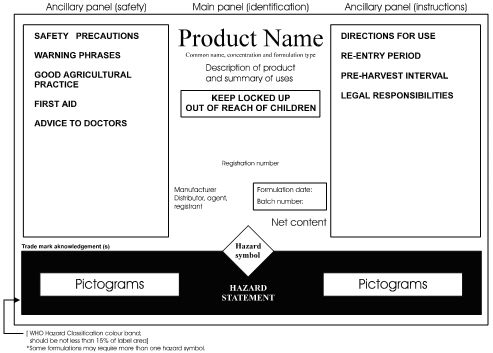 Ancillary panel (safety)
Main panel (identification)
Ancillary panel (instructions)
SAFETY PRECAUTIONS
WARNING PHRASES
GOOD AGRICULTURAL
PRACTICE
FIRST AID
ADVICE TO DOCTORS
Product Name
Common name, concentration and formulation type
Description of product
and summary of uses
KEEP LOCKED UP
OUT OF REACH OF CHILDREN
Registration number
Manufacturer
Distributor, agent,
registrant
Formulation date:
Batch number:
Net content
DIRECTIONS FOR USE
RE-ENTRY PERIOD
PRE-HARVEST INTERVAL
LEGAL RESPONSIBILITIES
Trade mark aknowledgement (s)
Hazard
symbol
Pictograms
HAZARD
STATEMENT
Pictograms
[ WHO Hazard Classification colour band;
should be not less than 15% of label area]
*Some formulations may require more than one hazard symbol.